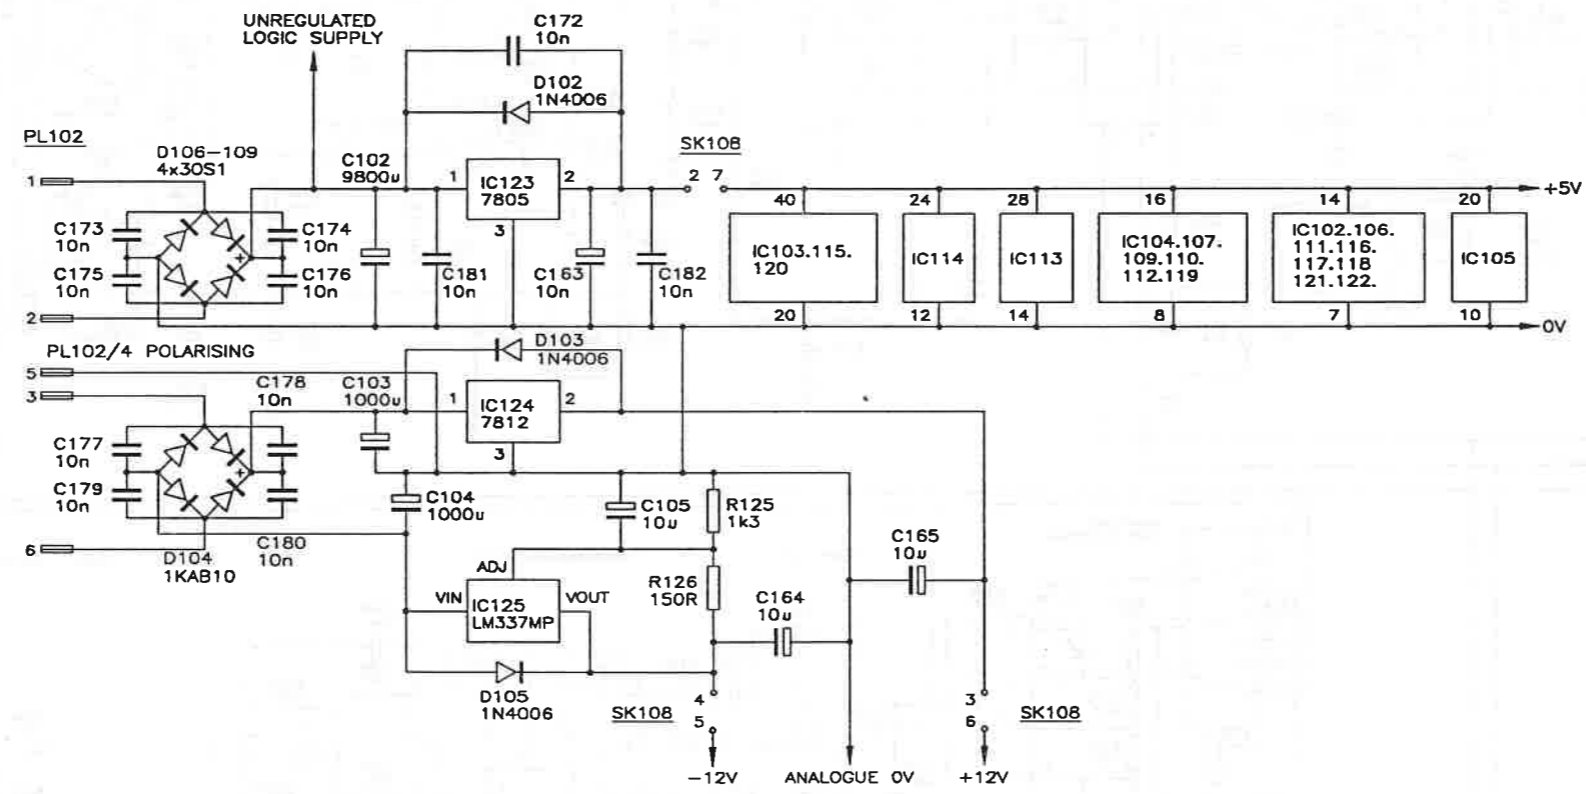 UNREGULATED
LOGIC SUPPLY
C172
10n
D102
1N4006
PL102
D106-109
4x30S1
C102
9800u
SK108
1
1
IC123
7805
2
3
2 7
+5V
C173
10n
C174
10n
C175
10n
C176
10n
C181
10n
C163
10n
C182
10n
40
IC103.115.
120
20
24
IC114
12
28
IC113
14
16
IC104.107.
109.110.
112.119
8
14
IC102.106.
111.116.
117.118
121.122.
7
20
IC105
10
0V
2
PL102/4 POLARISING
D103
1N4006
5
3
C178
10n
C103
1000u
1
IC124
7812
2
3
C177
10n
C179
10n
C104
1000u
C105
10u
R125
1k3
6
D104
1KAB10
C180
10n
ADJ
VIN
IC125
LM337MP
VOUT
R126
150R
C164
10u
C165
10u
D105
1N4006
SK108
4
5
3
6
SK108
-12V
ANALOGUE 0V
+12V
+
+